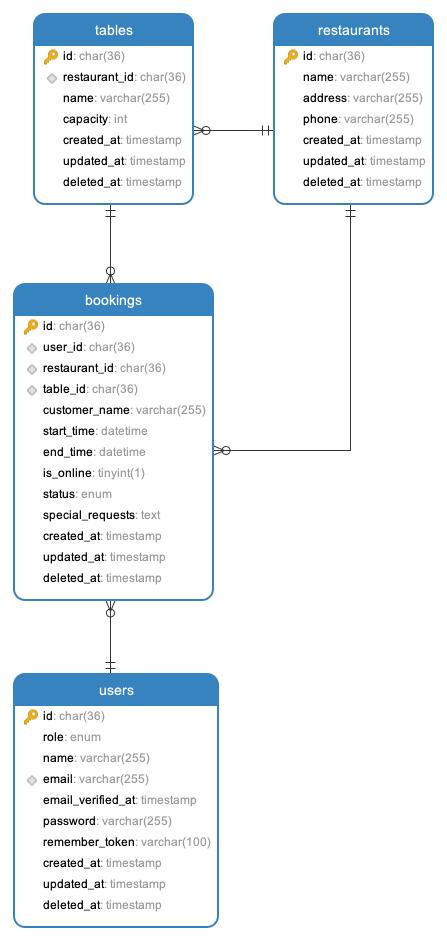 tables
id: char(36)
restaurant_id: char(36)
name: varchar(255)
capacity: int
created_at: timestamp
updated_at: timestamp
deleted_at: timestamp
restaurants
id: char(36)
name: varchar(255)
address: varchar(255)
phone: varchar(255)
created_at: timestamp
updated_at: timestamp
deleted_at: timestamp
bookings
id: char(36)
user_id: char(36)
restaurant_id: char(36)
table_id: char(36)
customer_name: varchar(255)
start_time: datetime
end_time: datetime
is_online: tinyint(1)
status: enum
special_requests: text
created_at: timestamp
updated_at: timestamp
deleted_at: timestamp
users
id: char(36)
role: enum
name: varchar(255)
email: varchar(255)
email_verified_at: timestamp
password: varchar(255)
remember_token: varchar(100)
created_at: timestamp
updated_at: timestamp
deleted_at: timestamp